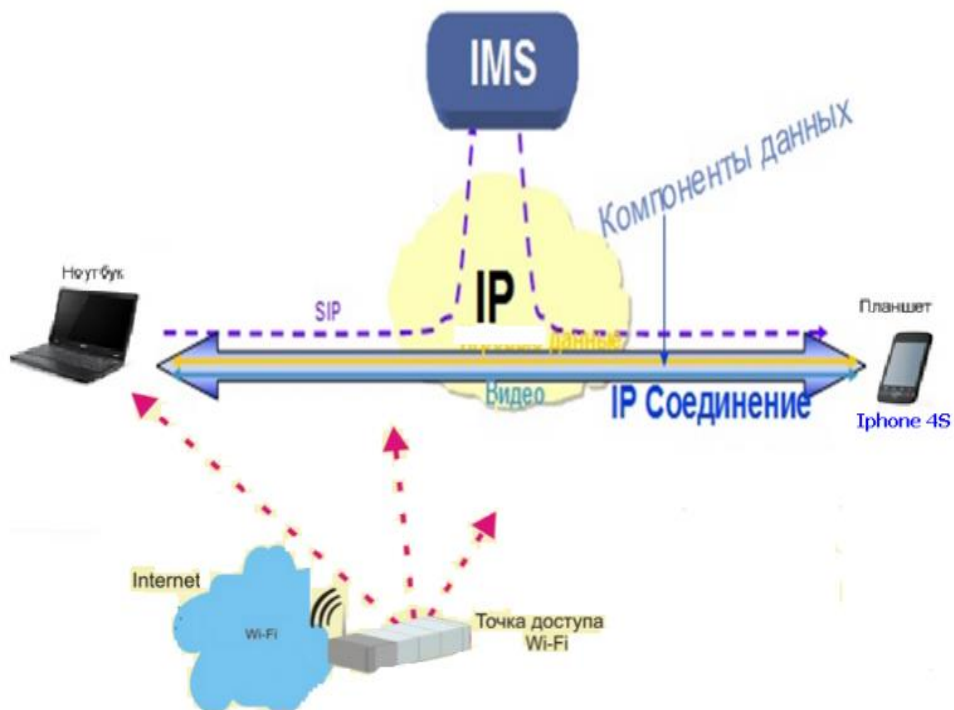 IMS
Компоненты данных
Ноутбук
SIP
IP
Планшет
данные
Видео
IP Соединение
Iphone 4S
Internet
Wi-Fi
Точка доступа
Wi-Fi